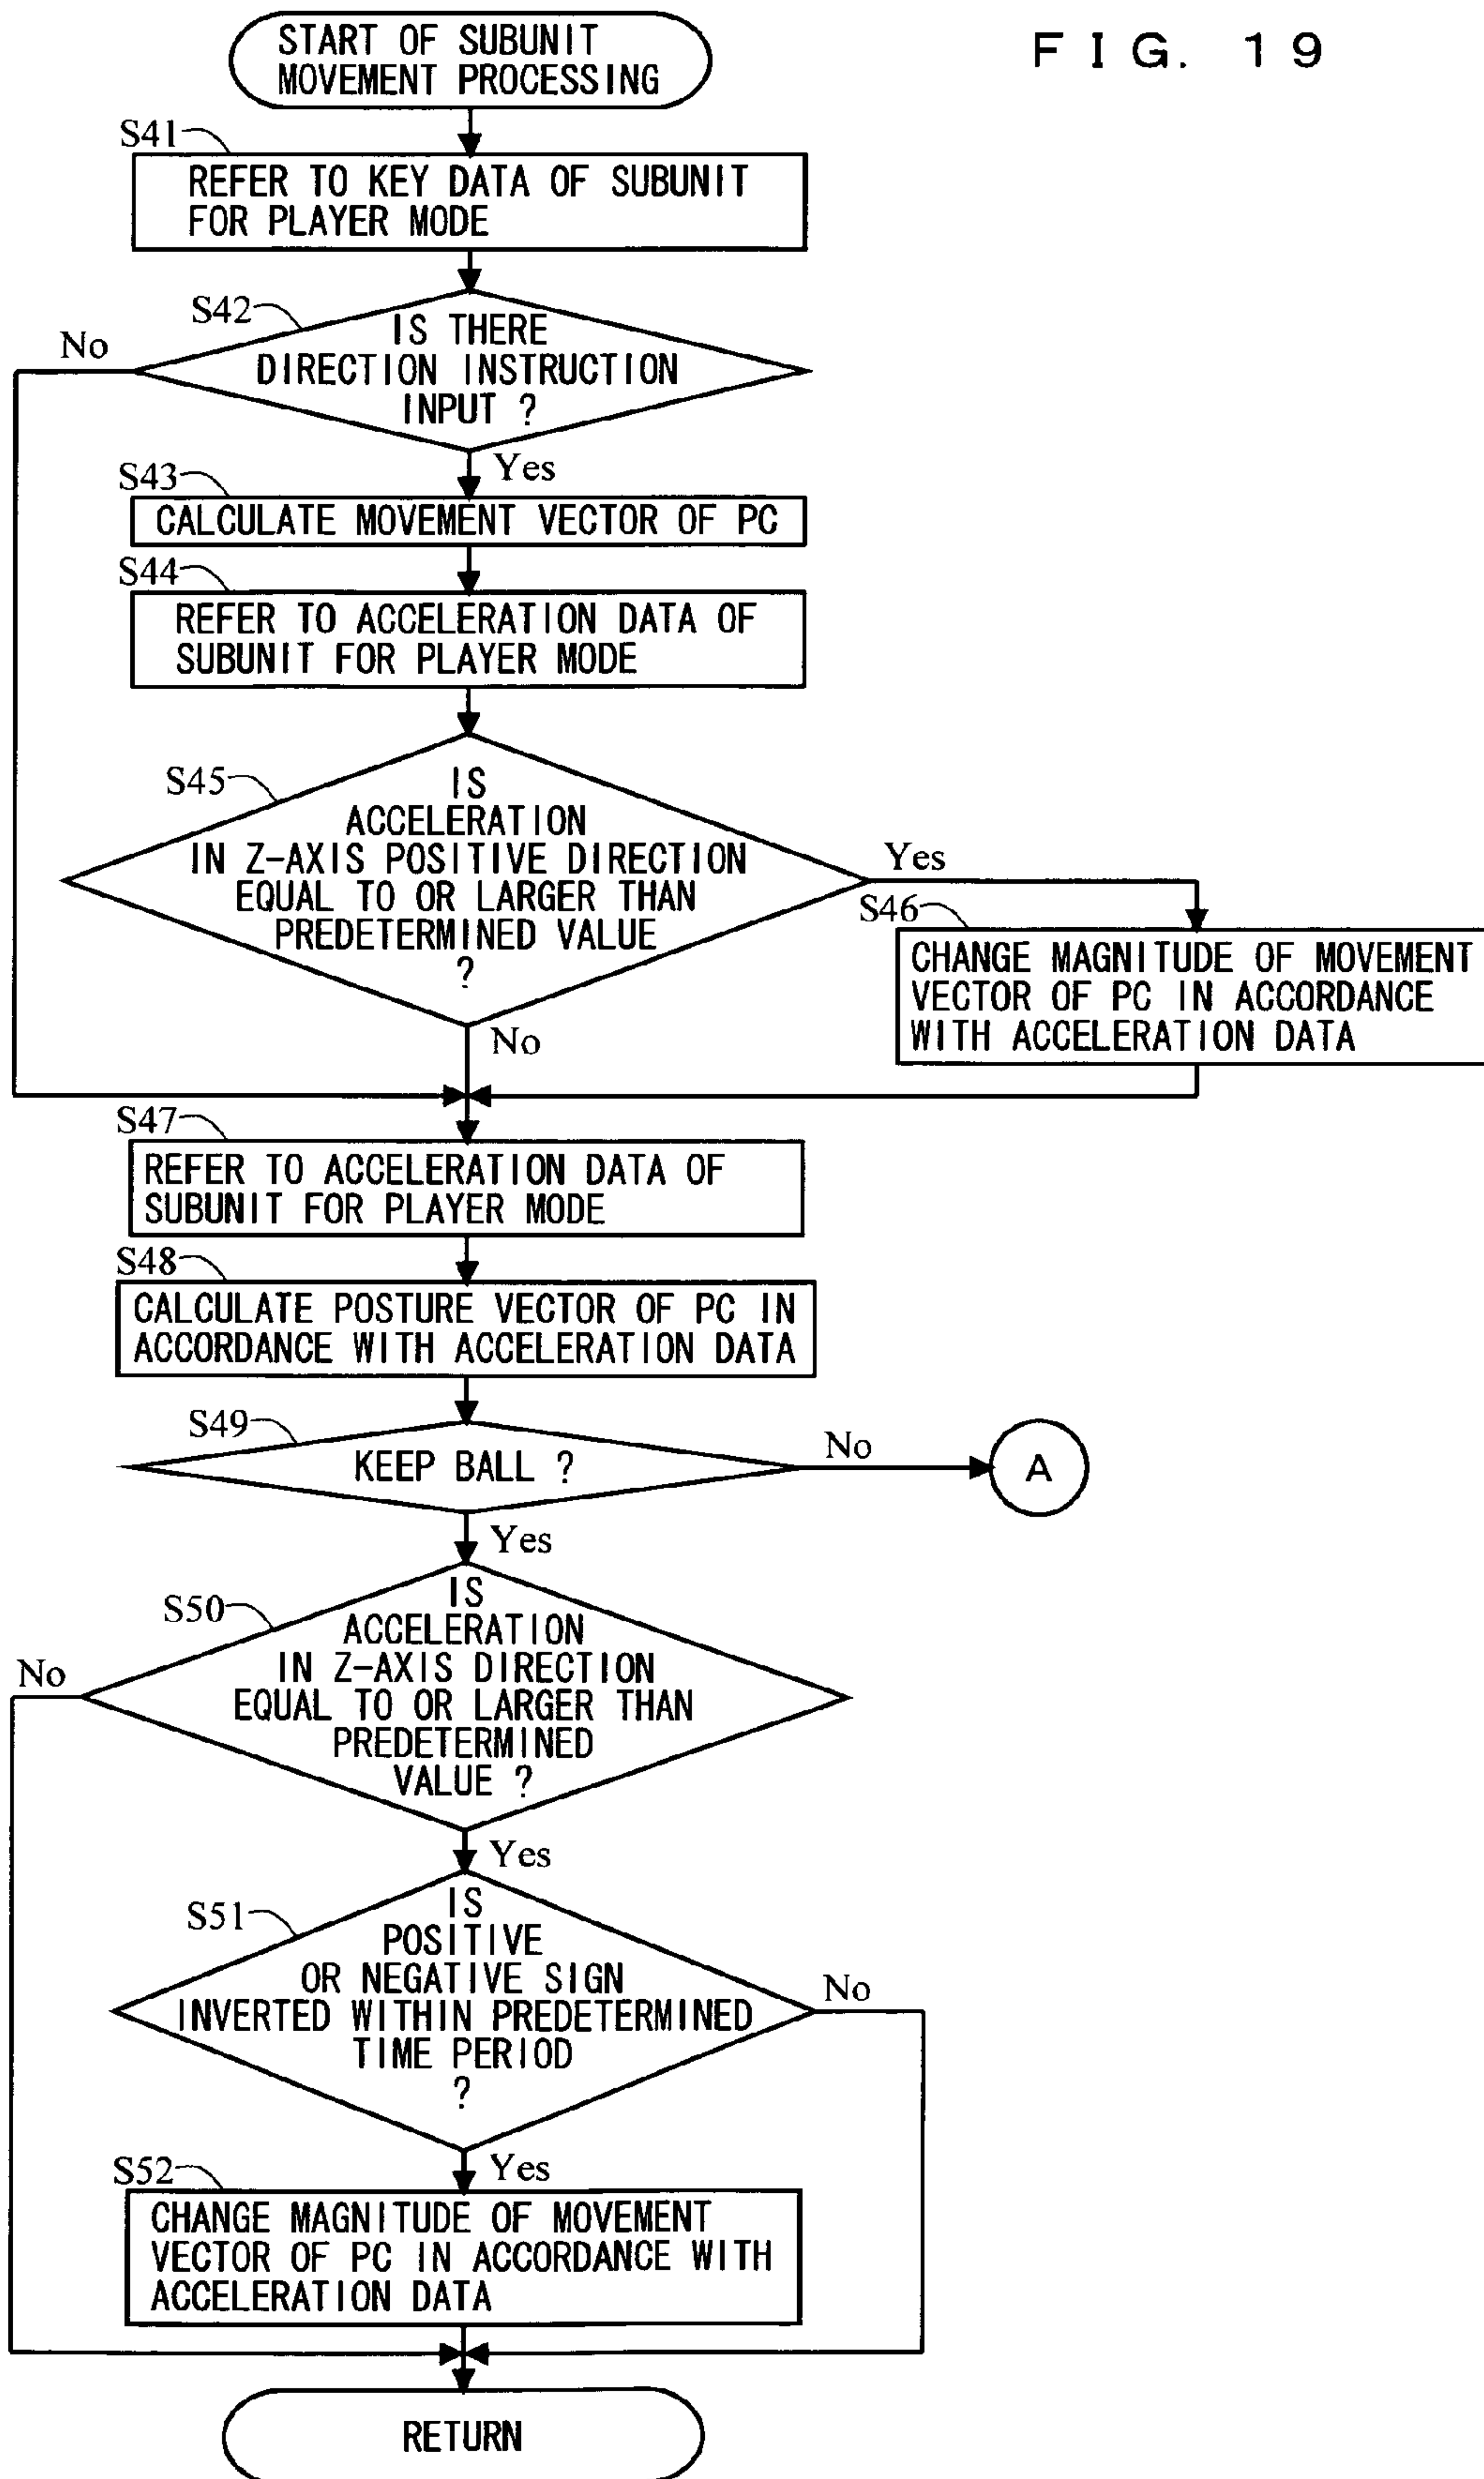 FIG. 19
START OF SUBUNIT
MOVEMENT PROCESSING
S41
REFER TO KEY DATA OF SUBUNIT
FOR PLAYER MODE
S42
No
IS THERE
DIRECTION INSTRUCTION
INPUT ?
Yes
S43
CALCULATE MOVEMENT VECTOR OF PC
S44
REFER TO ACCELERATION DATA OF
SUBUNIT FOR PLAYER MODE
S45
IS
ACCELERATION
IN Z-AXIS POSITIVE DIRECTION
EQUAL TO OR LARGER THAN
PREDETERMINED VALUE
?
Yes
S46
CHANGE MAGNITUDE OF MOVEMENT
VECTOR OF PC IN ACCORDANCE
WITH ACCELERATION DATA
No
S47
REFER TO ACCELERATION DATA OF
SUBUNIT FOR PLAYER MODE
S48
CALCULATE POSTURE VECTOR OF PC IN
ACCORDANCE WITH ACCELERATION DATA
S49
KEEP BALL ?
No
A
Yes
S50
No
IS
ACCELERATION
IN Z-AXIS DIRECTION
EQUAL TO OR LARGER THAN
PREDETERMINED
VALUE ?
Yes
S51
IS
POSITIVE
OR NEGATIVE SIGN
INVERTED WITHIN PREDETERMINED
TIME PERIOD
?
No
Yes
S52
CHANGE MAGNITUDE OF MOVEMENT
VECTOR OF PC IN ACCORDANCE WITH
ACCELERATION DATA
RETURN